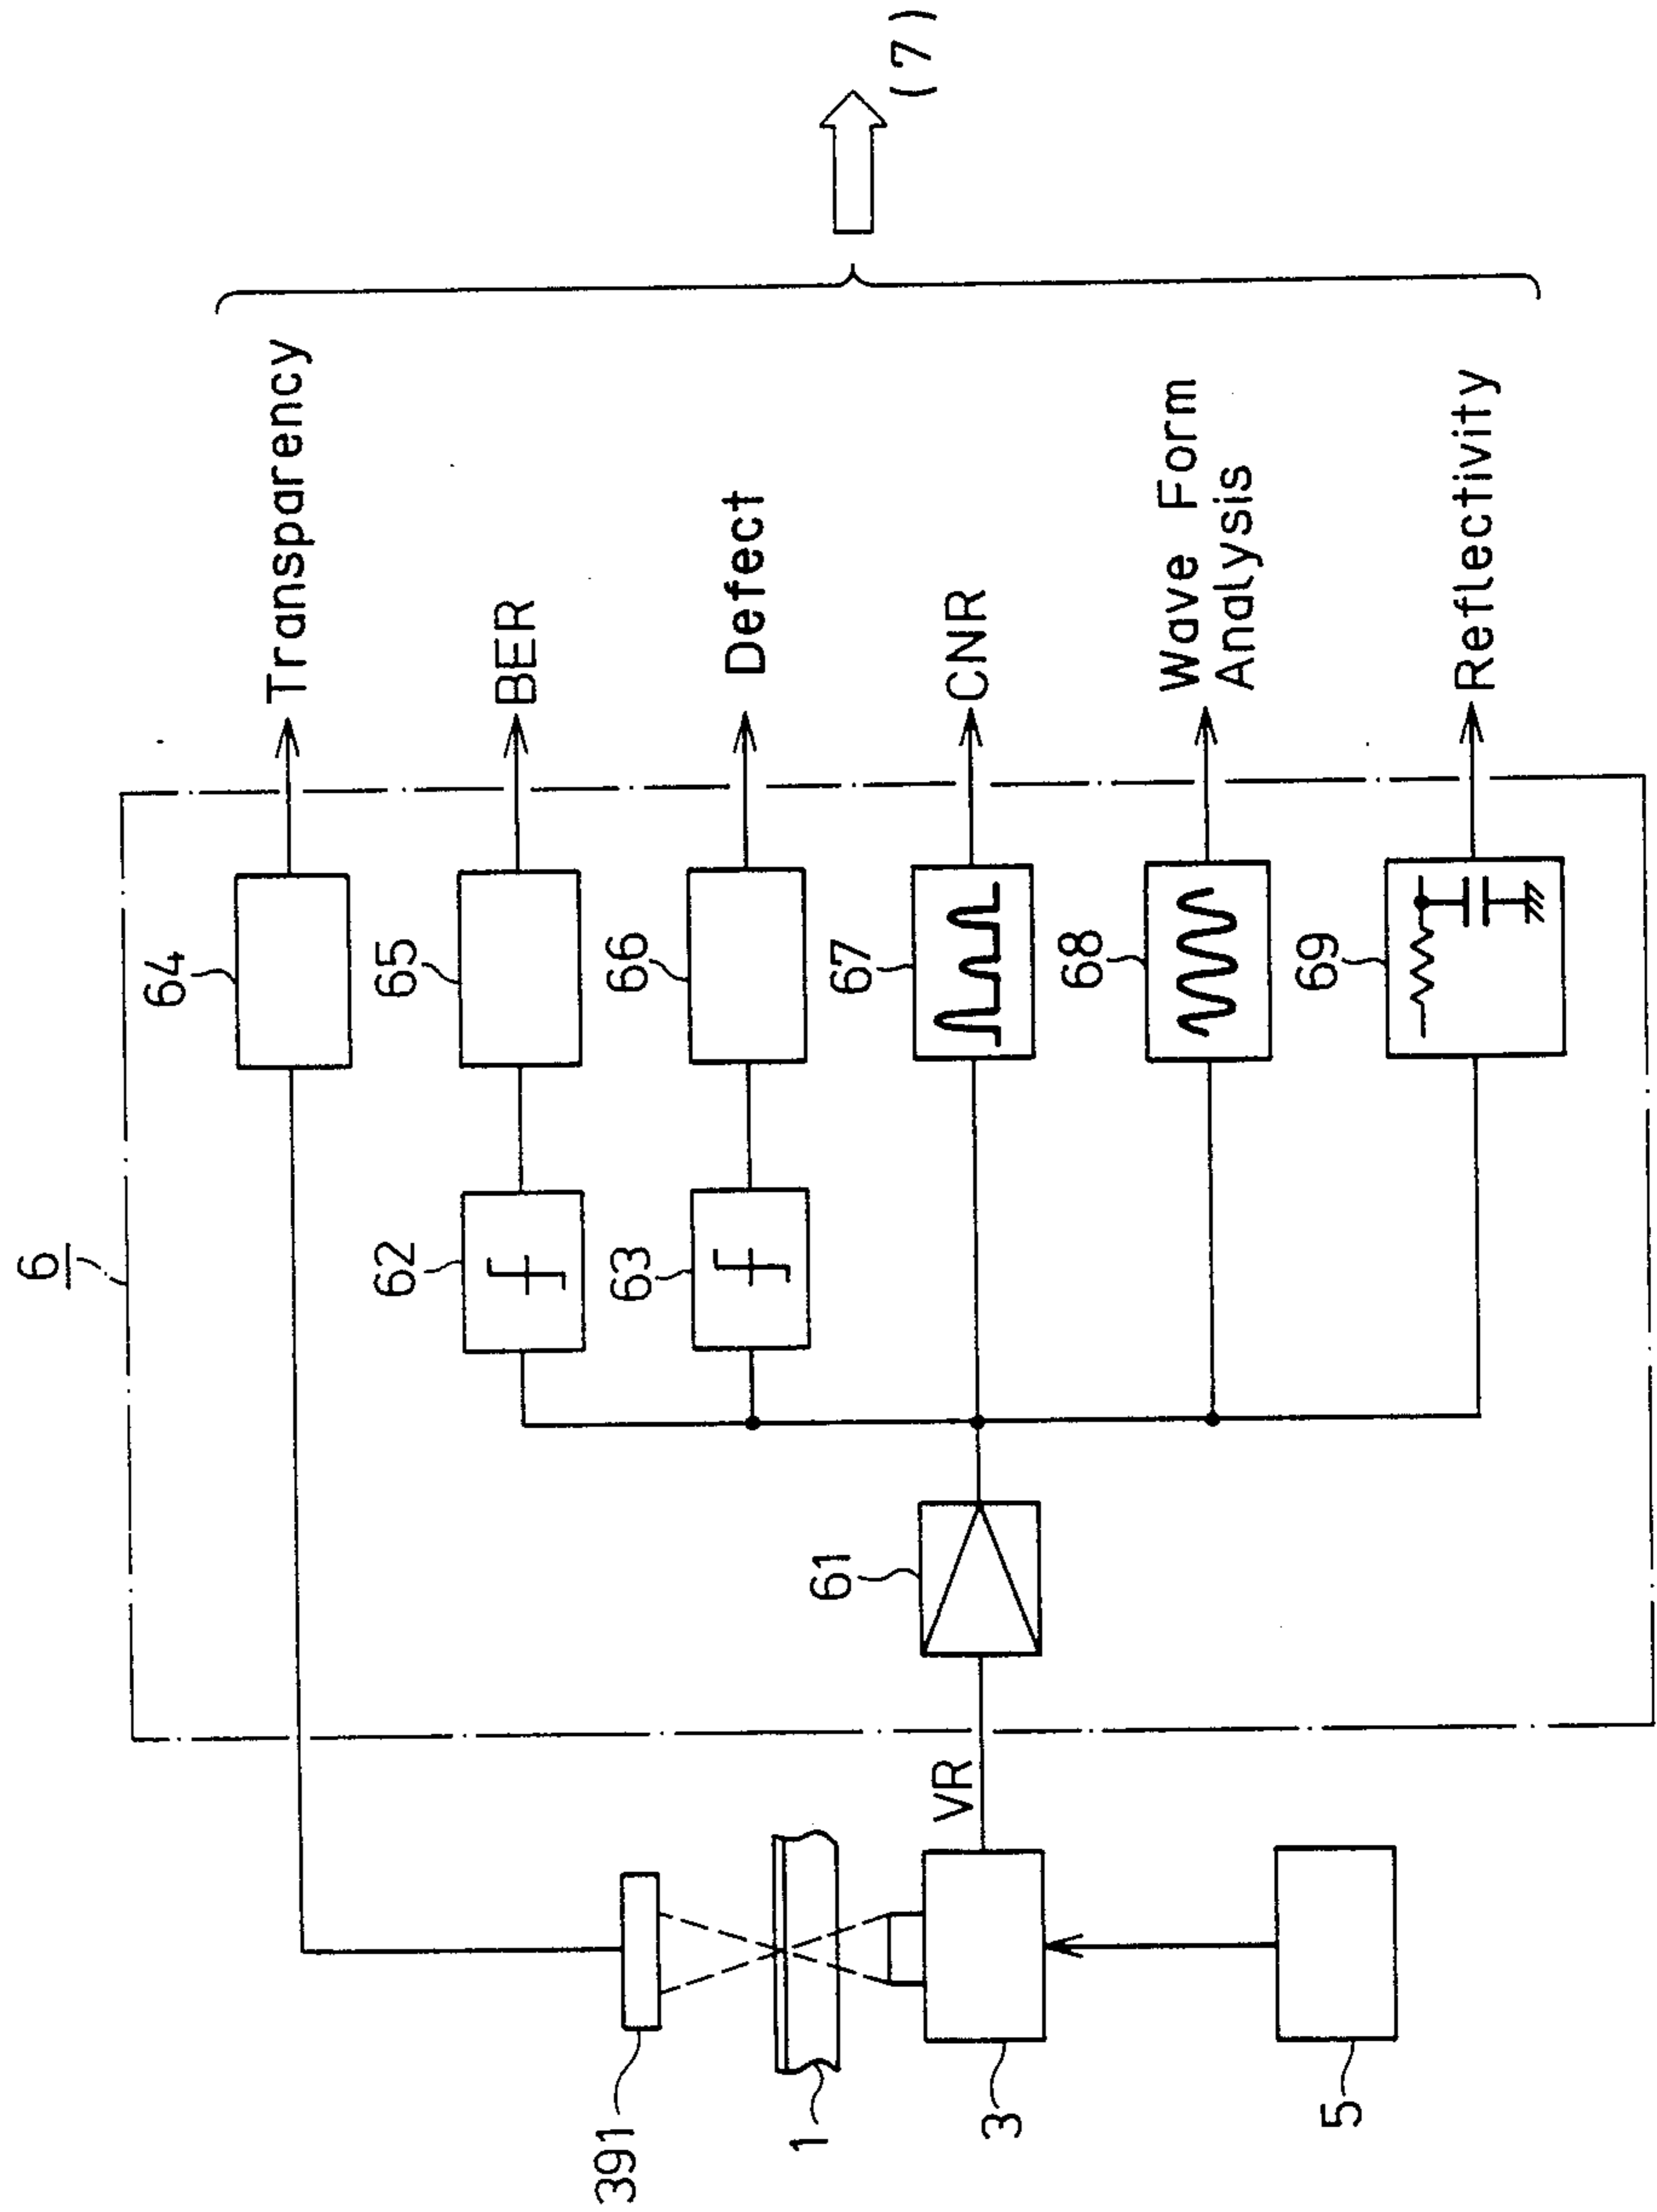 6
64
Transparency
62
65
BER
63
66
Defect
(7)
391
1
VR
61
67
CNR
3
68
Wave Form
Analysis
5
69
Reflectivity